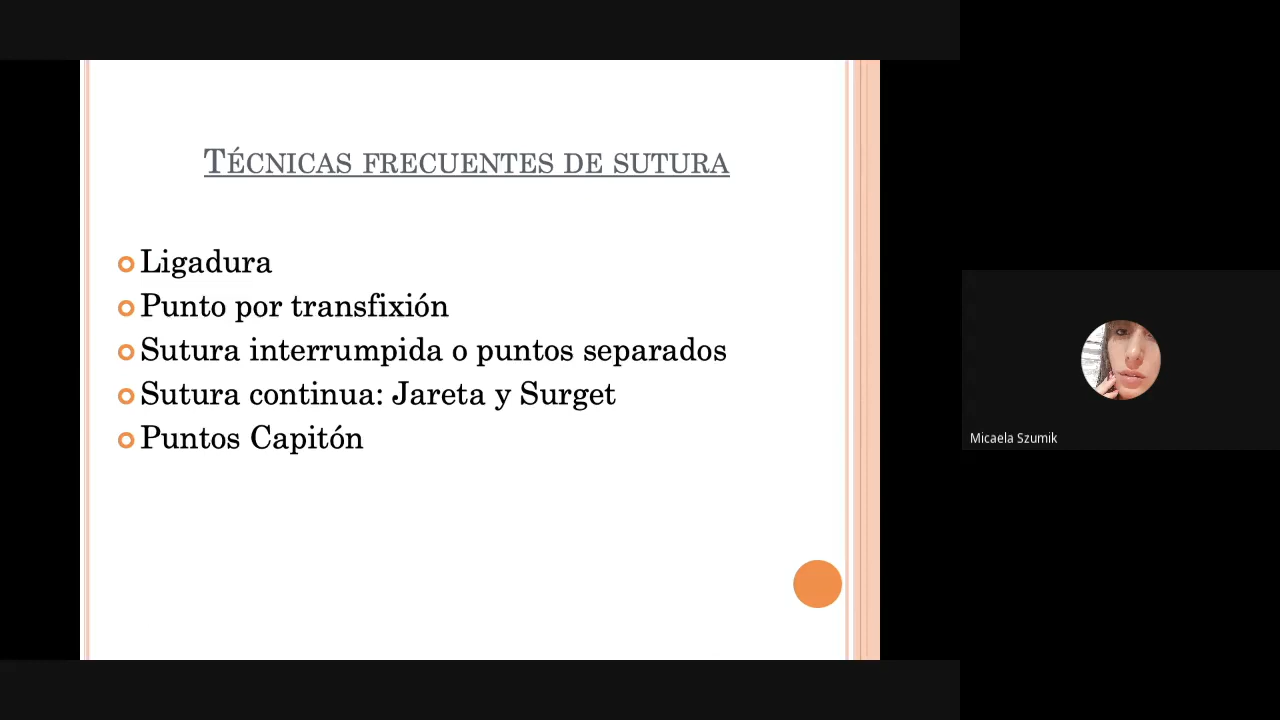 Técnicas frecuentes de sutura
Ligadura
Punto por transfixión
Sutura interrumpida o puntos separados
Sutura continua: Jareta y Surget
Puntos Capitón
Micaela Szumik